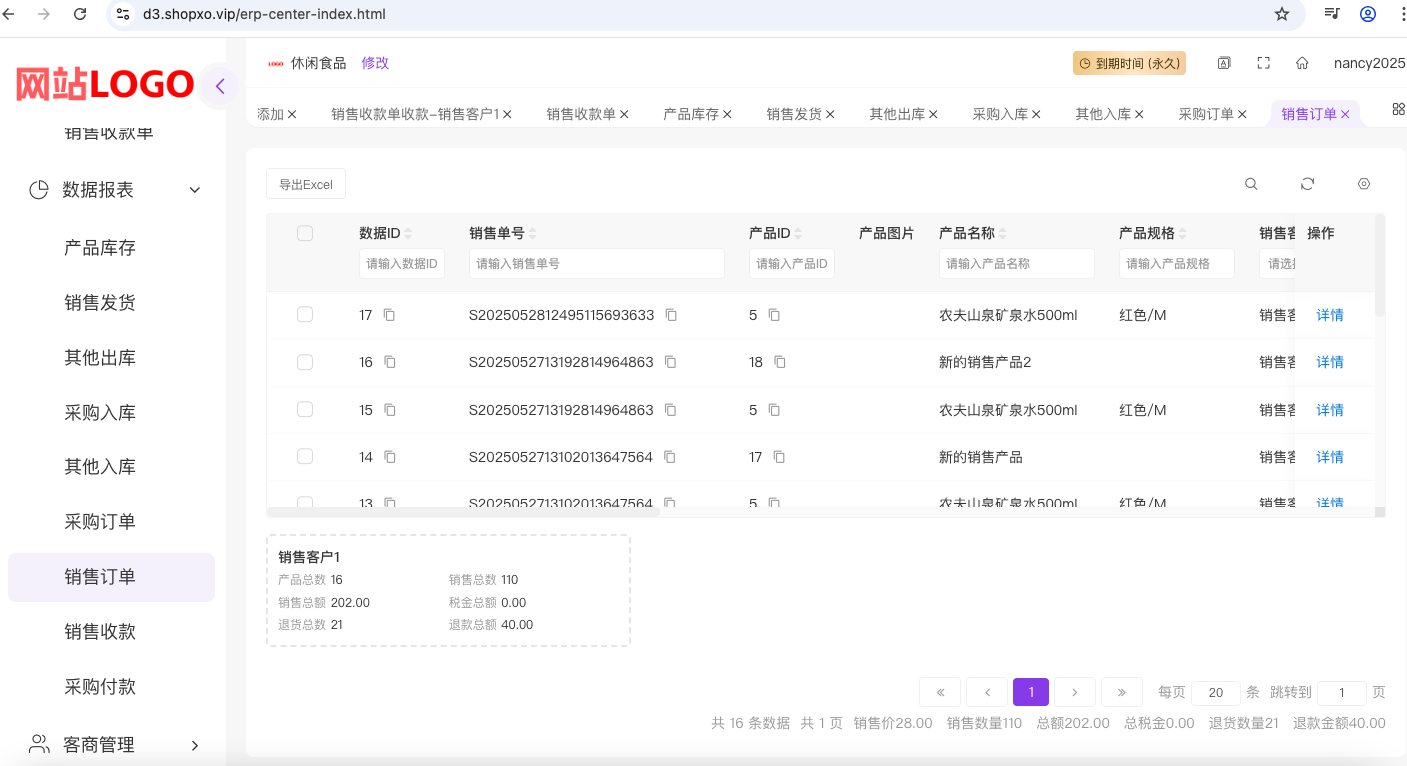 d3.shopxo.vip/erp-center-index.html
网站LOGO
LOGO 休闲食品 修改
到期时间 (永久)
nancy2025
添加 销售收款单收款-销售客户1 销售收款单 产品库存 销售发货 其他出库 采购入库 其他入库 采购订单 销售订单
销售收款单
数据报表
产品库存
销售发货
其他出库
采购入库
其他入库
采购订单
销售订单
销售收款
采购付款
客商管理
导出Excel
数据ID 销售单号 产品ID 产品图片 产品名称 产品规格 销售客 操作
请输入数据ID 请输入销售单号 请输入产品ID 请输入产品名称 请输入产品规格 请选
17 S2025052812495115693633 5 农夫山泉矿泉水500ml 红色/M 销售客 详情
16 S2025052713192814964863 18 新的销售产品2 销售客 详情
15 S2025052713192814964863 5 农夫山泉矿泉水500ml 红色/M 销售客 详情
14 S2025052713102013647564 17 新的销售产品 销售客 详情
13 S2025052713102013647564 5 农夫山泉矿泉水500ml 红色/M 销售客 详情
销售客户1
产品总数 16 销售总数 110
销售总额 202.00 税金总额 0.00
退货总数 21 退款总额 40.00
« ‹ 1 › » 每页 20 条 跳转到 1 页
共 16 条数据 共 1 页 销售价28.00 销售数量110 总额202.00 总税金0.00 退货数量21 退款金额40.00